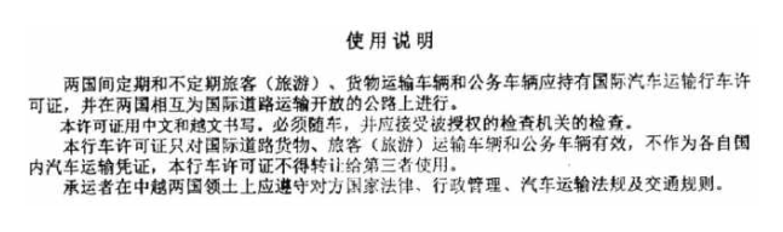 使用说明
两国间定期和不定期旅客（旅游）、货物运输车辆和公务车辆应持有国际汽车运输行车许
可证，并在两国相互为国际道路运输开放的公路上进行。
本许可证用中文和越文书写，必须随车，并应接受被授权的检查机关的检查。
本行车许可证只对国际道路货物、旅客（旅游）运输车辆和公务车辆有效，不作为各自国
内汽车运输凭证，本行车许可证不得转让给第三者使用。
承运者在中越两国领土上应遵守对方国家法律、行政管理、汽车运输法规及交通规则。